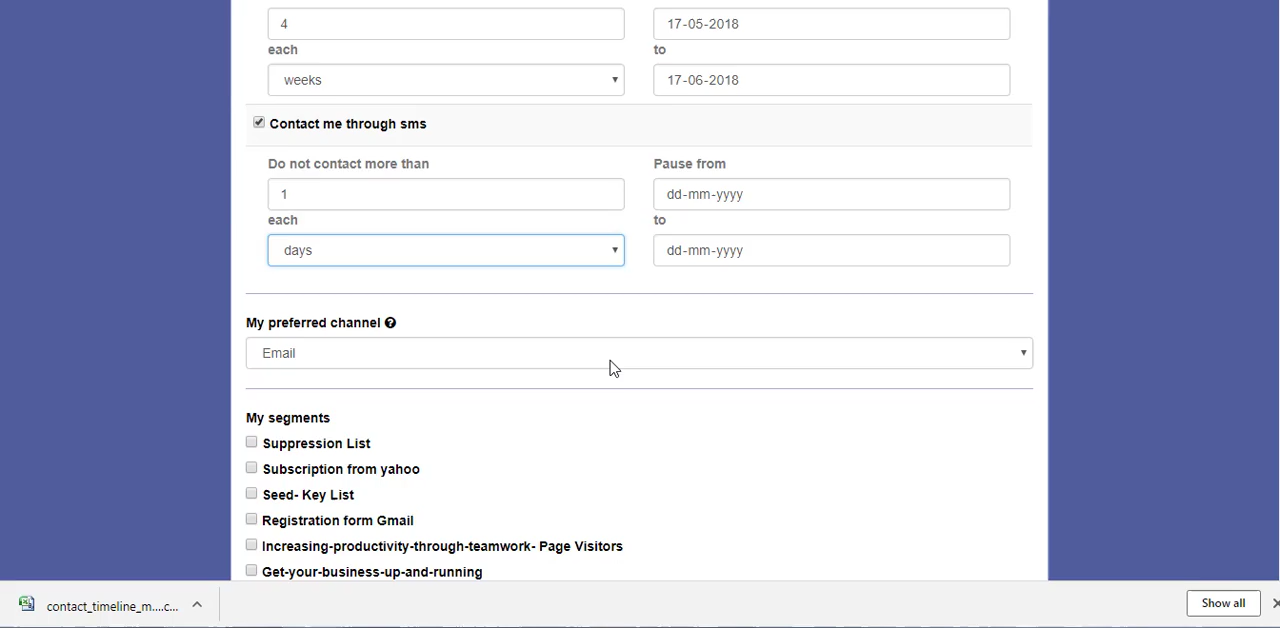 4
17-05-2018
each
to
weeks
17-06-2018
Contact me through sms
Do not contact more than
Pause from
1
dd-mm-yyyy
each
to
days
dd-mm-yyyy
My preferred channel
Email
My segments
Suppression List
Subscription from yahoo
Seed- Key List
Registration form Gmail
Increasing-productivity-through-teamwork- Page Visitors
Get-your-business-up-and-running
contact_timeline_m....c...
Show all